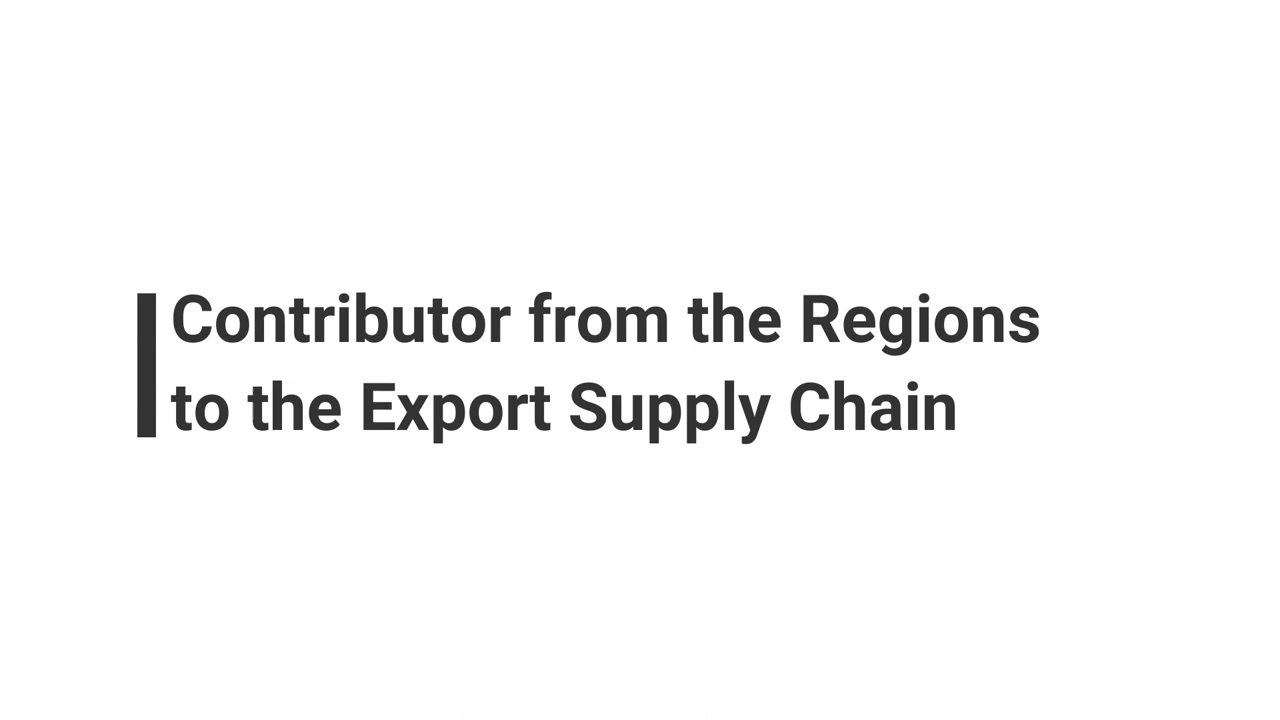 Contributor from the Regions
to the Export Supply Chain